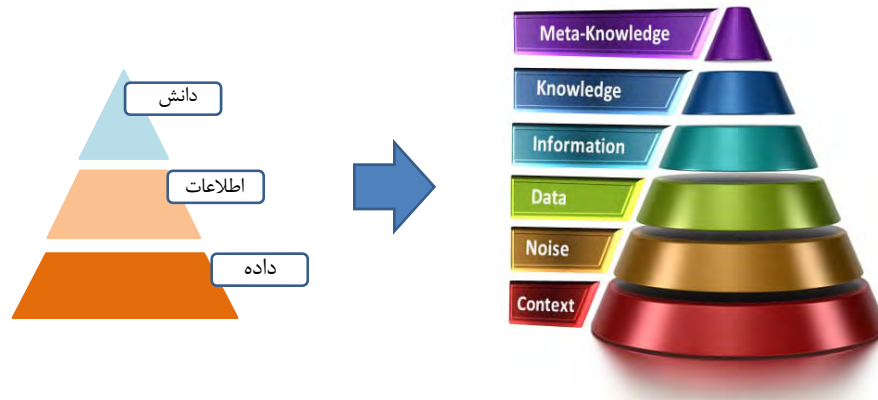 دانش
اطلاعات
داده
Meta-Knowledge
Knowledge
Information
Data
Noise
Context